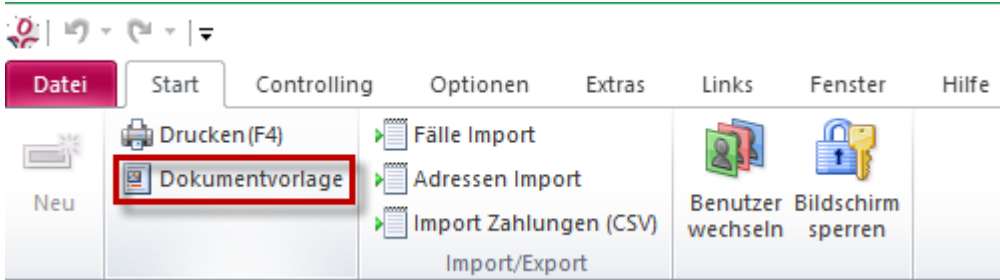 Datei Start Controlling Optionen Extras Links Fenster Hilfe
Neu
Drucken (F4)
Dokumentvorlage
Fälle Import
Adressen Import
Import Zahlungen (CSV)
Import/Export
Benutzer
wechseln
Bildschirm
sperren